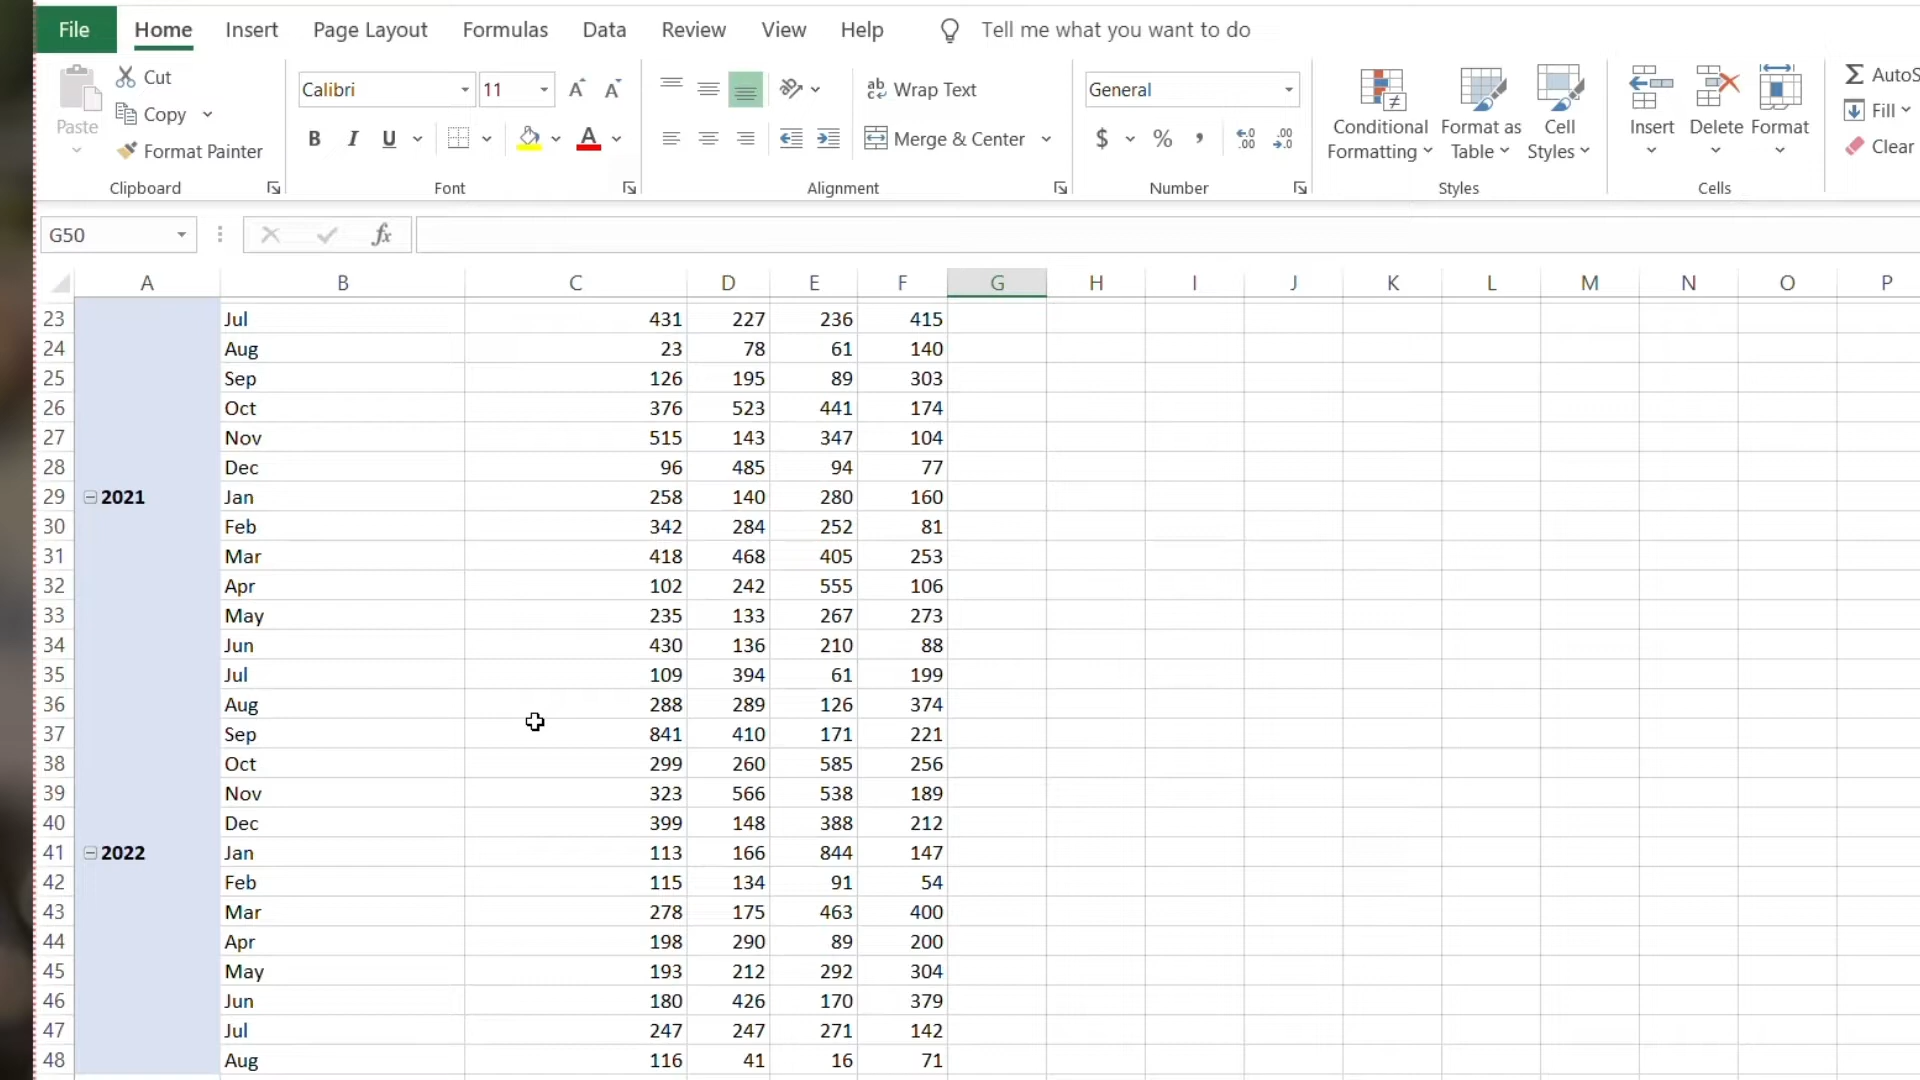 File Home Insert Page Layout Formulas Data Review View Help Tell me what you want to do
Paste
Cut
Copy
Format Painter
Clipboard
Calibri 11
A A
B I U A
Font
ab Wrap Text
Merge & Center
Alignment
General
$ % , .0 .00
Number
Conditional Formatting
Format as Table
Cell Styles
Styles
Insert Delete Format
Cells
Σ AutoS
Fill
Clear
G50 fx
A B C D E F G H I J K L M N O P
23 Jul 431 227 236 415
24 Aug 23 78 61 140
25 Sep 126 195 89 303
26 Oct 376 523 441 174
27 Nov 515 143 347 104
28 Dec 96 485 94 77
29 2021 Jan 258 140 280 160
30 Feb 342 284 252 81
31 Mar 418 468 405 253
32 Apr 102 242 555 106
33 May 235 133 267 273
34 Jun 430 136 210 88
35 Jul 109 394 61 199
36 Aug 288 289 126 374
37 Sep 841 410 171 221
38 Oct 299 260 585 256
39 Nov 323 566 538 189
40 Dec 399 148 388 212
41 2022 Jan 113 166 844 147
42 Feb 115 134 91 54
43 Mar 278 175 463 400
44 Apr 198 290 89 200
45 May 193 212 292 304
46 Jun 180 426 170 379
47 Jul 247 247 271 142
48 Aug 116 41 16 71